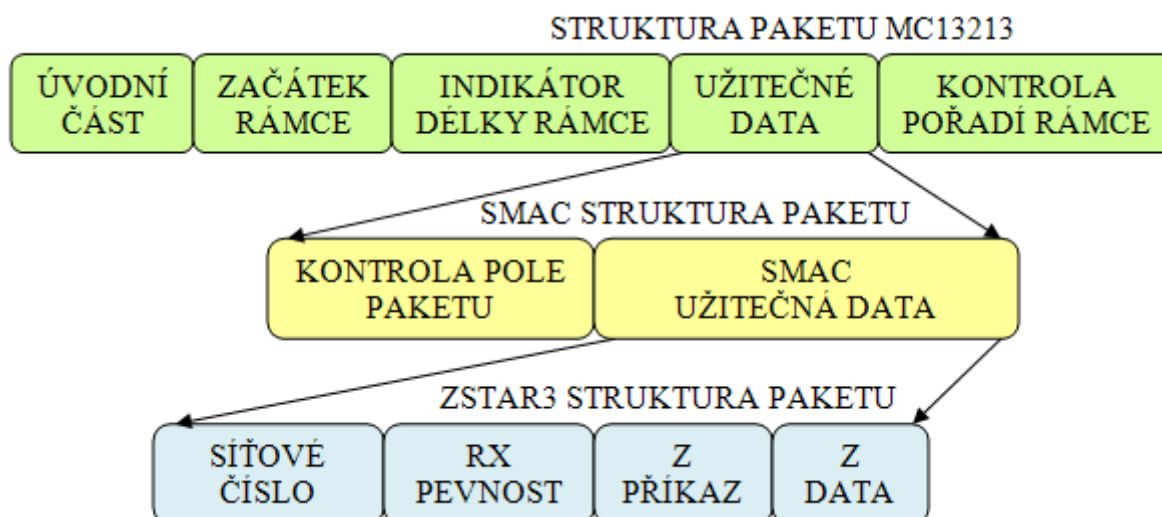 STRUKTURA PAKETU MC13213
ÚVODNÍ ZAČÁTEK INDIKÁTOR UŽITEČNÉ KONTROLA
ČÁST RÁMCE DÉLKY RÁMCE DATA POŘADÍ RÁMCE
SMAC STRUKTURA PAKETU
KONTROLA POLE SMAC
PAKETU UŽITEČNÁ DATA
ZSTAR3 STRUKTURA PAKETU
SÍŤOVÉ RX Z Z
ČÍSLO PEVNOST PŘÍKAZ DATA